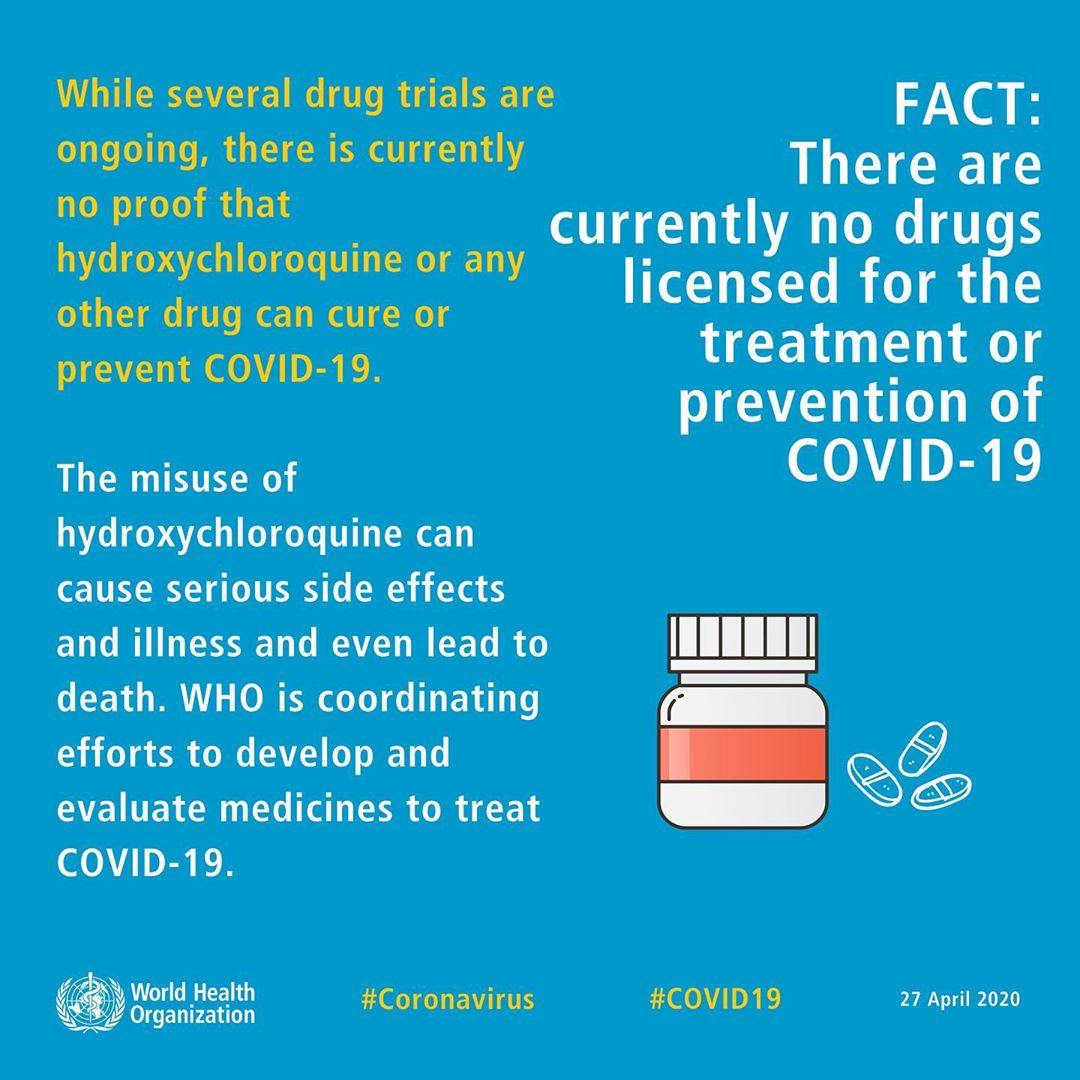 While several drug trials are
ongoing, there is currently
no proof that
hydroxychloroquine or any
other drug can cure or
prevent COVID-19.
The misuse of
hydroxychloroquine can
cause serious side effects
and illness and even lead to
death. WHO is coordinating
efforts to develop and
evaluate medicines to treat
COVID-19.
FACT:
There are
currently no drugs
licensed for the
treatment or
prevention of
COVID-19
World Health
Organization
#Coronavirus
#COVID19
27 April 2020